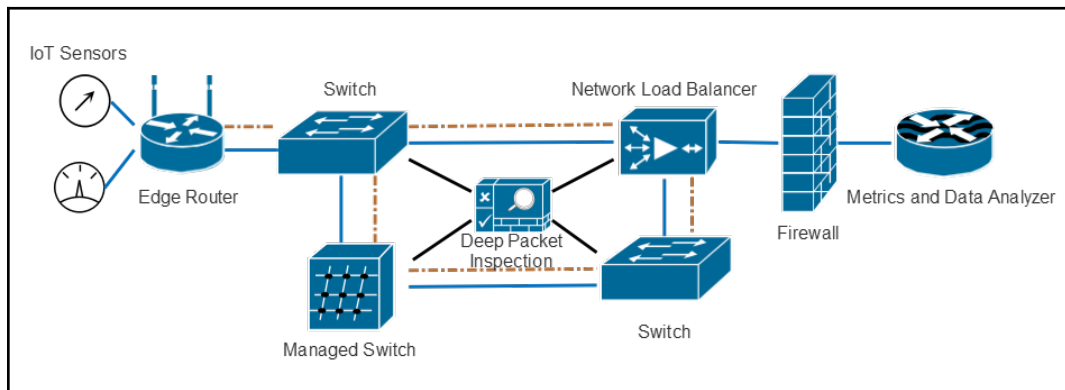 IoT Sensors
Switch
Network Load Balancer
Edge Router
Metrics and Data Analyzer
Firewall
Deep Packet
Inspection
Managed Switch
Switch